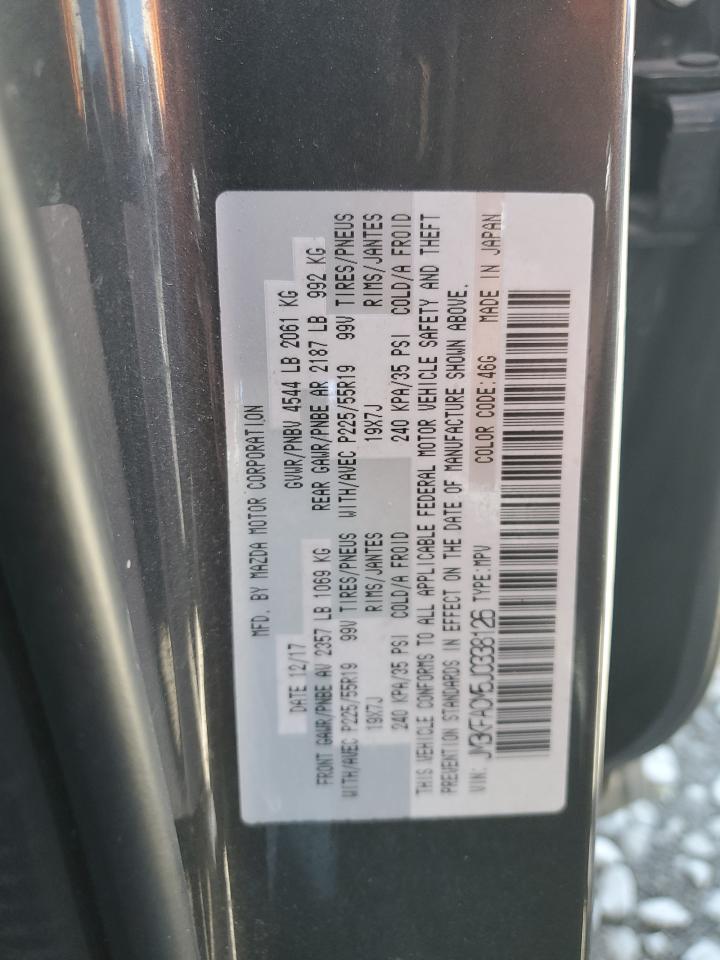 MFD. BY MAZDA MOTOR CORPORATION
DATE 12/17 GVWR/PNBV 4544 LB 2061 KG
FRONT GAWR/PNBE AV 2357 LB 1069 KG REAR GAWR/PNBE AR 2187 LB 992 KG
WITH/AVEC P225/55R19 99V TIRES/PNEUS WITH/AVEC P225/55R19 99V TIRES/PNEUS
19X7J RIMS/JANTES 19X7J RIMS/JANTES
240 KPA/35 PSI COLD/A FROID 240 KPA/35 PSI COLD/A FROID
THIS VEHICLE CONFORMS TO ALL APPLICABLE FEDERAL MOTOR VEHICLE SAFETY AND THEFT
PREVENTION STANDARDS IN EFFECT ON THE DATE OF MANUFACTURE SHOWN ABOVE.
VIN: JM3KFACM5J0338126 TYPE:MPV COLOR CODE:46G MADE IN JAPAN